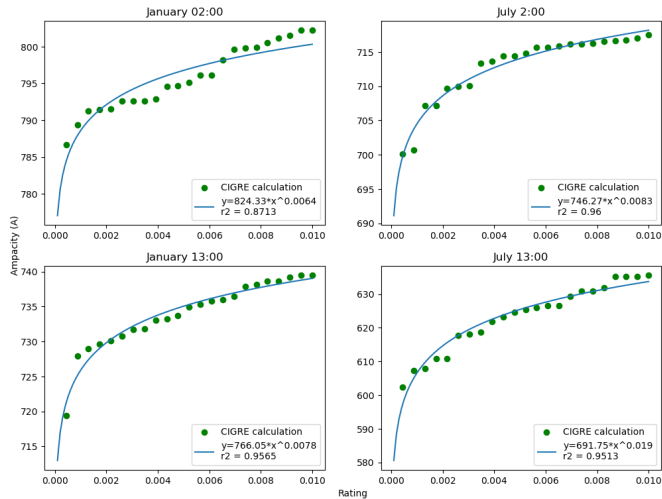 January 02:00
800
795
790
785
780
0.000 0.002 0.004 0.006 0.008 0.010
CIGRE calculation
y=824.33*x^0.0064
r2 = 0.8713
July 2:00
715
710
705
700
695
690
0.000 0.002 0.004 0.006 0.008 0.010
CIGRE calculation
y=746.27*x^0.0083
r2 = 0.96
Ampacity (A)
January 13:00
740
735
730
725
720
715
0.000 0.002 0.004 0.006 0.008 0.010
CIGRE calculation
y=766.05*x^0.0078
r2 = 0.9565
July 13:00
630
620
610
600
590
580
0.000 0.002 0.004 0.006 0.008 0.010
CIGRE calculation
y=691.75*x^0.019
r2 = 0.9513
Rating